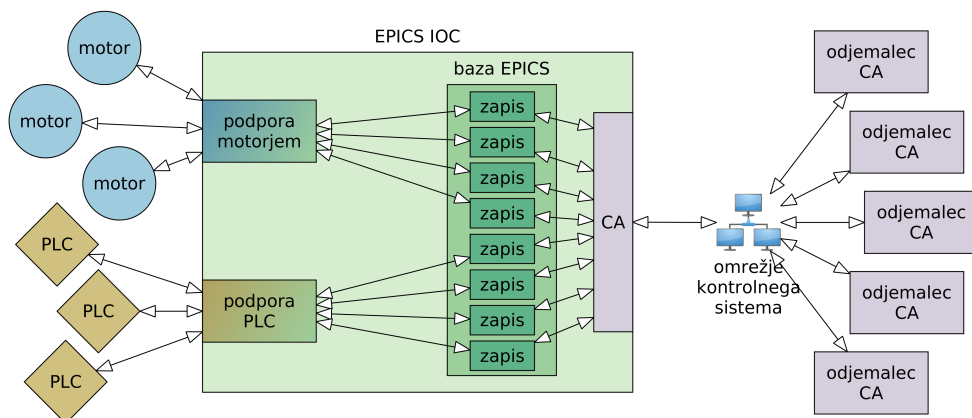 EPICS IOC
motor
motor
motor
PLC
PLC
PLC
podpora
motorjem
podpora
PLC
baza EPICS
zapis
zapis
zapis
zapis
zapis
zapis
zapis
zapis
CA
omrežje
kontrolnega
sistema
odjemalec
CA
odjemalec
CA
odjemalec
CA
odjemalec
CA
odjemalec
CA